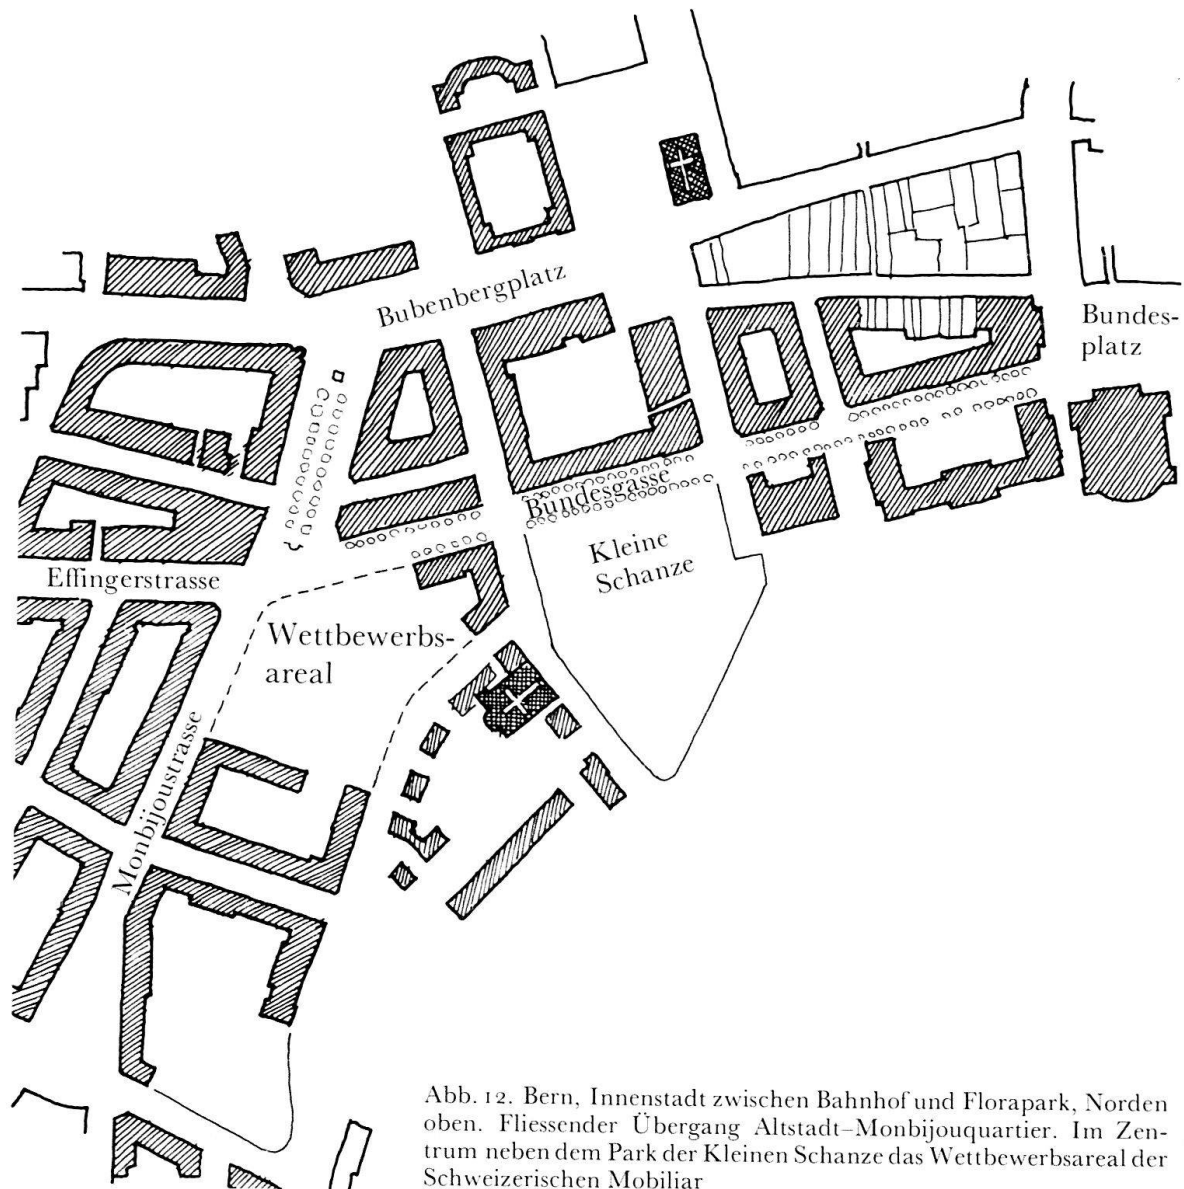 Bubenbergplatz
Bundes-
platz
Bundesgasse
Kleine
Schanze
Effingerstrasse
Wettbewerbs-
areal
Monbijoustrasse
Abb. 12. Bern, Innenstadt zwischen Bahnhof und Florapark, Norden
oben. Fliessender Übergang Altstadt–Monbijouquartier. Im Zen-
trum neben dem Park der Kleinen Schanze das Wettbewerbsareal der
Schweizerischen Mobiliar